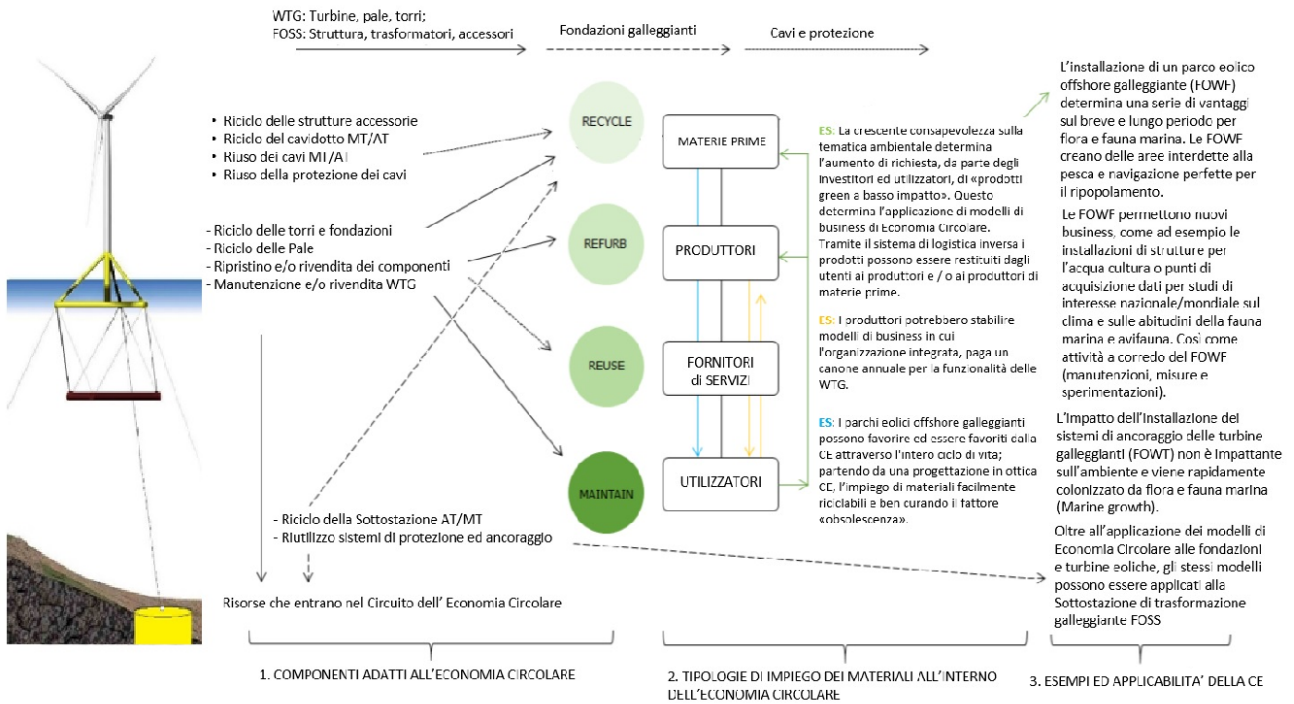 WTG: Turbine, pale, torri;
FOSS: Struttura, trasformatori, accessori
Fondazioni galleggianti
Cavi e protezione
• Riciclo delle strutture accessorie
• Riciclo del cavidotto MT/AT
• Riuso dei cavi MT/AT
• Riuso della protezione dei cavi
- Riciclo delle torri e fondazioni
- Riciclo delle Pale
- Ripristino e/o rivendita dei componenti
- Manutenzione e/o rivendita WTG
- Riciclo della Sottostazione AT/MT
- Riutilizzo sistemi di protezione ed ancoraggio
Risorse che entrano nel Circuito dell' Economia Circolare
1. COMPONENTI ADATTI ALL'ECONOMIA CIRCOLARE
RECYCLE
REFURB
REUSE
MAINTAIN
MATERIE PRIME
PRODUTTORI
FORNITORI
di SERVIZI
UTILIZZATORI
ES: La crescente consapevolezza sulla
tematica ambientale determina
l'aumento di richiesta, da parte degli
investitori ed utilizzatori, di «prodotti
green a basso impatto». Questo
determina l'applicazione di modelli di
business di Economia Circolare.
Tramite il sistema di logistica inversa i
prodotti possono essere restituiti dagli
utenti ai produttori e / o ai produttori di
materie prime.
ES: I produttori potrebbero stabilire
modelli di business in cui
l'organizzazione integrata, paga un
canone annuale per la funzionalità delle
WTG.
ES: I parchi eolici offshore galleggianti
possono favorire ed essere favoriti dalla
CE attraverso l'intero ciclo di vita;
partendo da una progettazione in ottica
CE, l'impiego di materiali facilmente
riciclabili e ben curando il fattore
«obsolescenza».
2. TIPOLOGIE DI IMPIEGO DEI MATERIALI ALL'INTERNO
DELL'ECONOMIA CIRCOLARE
L'installazione di un parco eolico
offshore galleggiante (FOWF)
determina una serie di vantaggi
sul breve e lungo periodo per
flora e fauna marina. Le FOWF
creano delle aree interdette alla
pesca e navigazione perfette per
il ripopolamento.
Le FOWF permettono nuovi
business, come ad esempio le
installazioni di strutture per
l'acqua cultura o punti di
acquisizione dati per studi di
interesse nazionale/mondiale sul
clima e sulle abitudini della fauna
marina e avifauna. Così come
attività a corredo del FOWF
(manutenzioni, misure e
sperimentazioni).
L'Impatto dell'Installazione dei
sistemi di ancoraggio delle turbine
galleggianti (FOWT) non è impattante
sull'ambiente e viene rapidamente
colonizzato da flora e fauna marina
(Marine growth).
Oltre all'applicazione dei modelli di
Economia Circolare alle fondazioni
e turbine eoliche, gli stessi modelli
possono essere applicati alla
Sottostazione di trasformazione
galleggiante FOSS
3. ESEMPI ED APPLICABILITA' DELLA CE